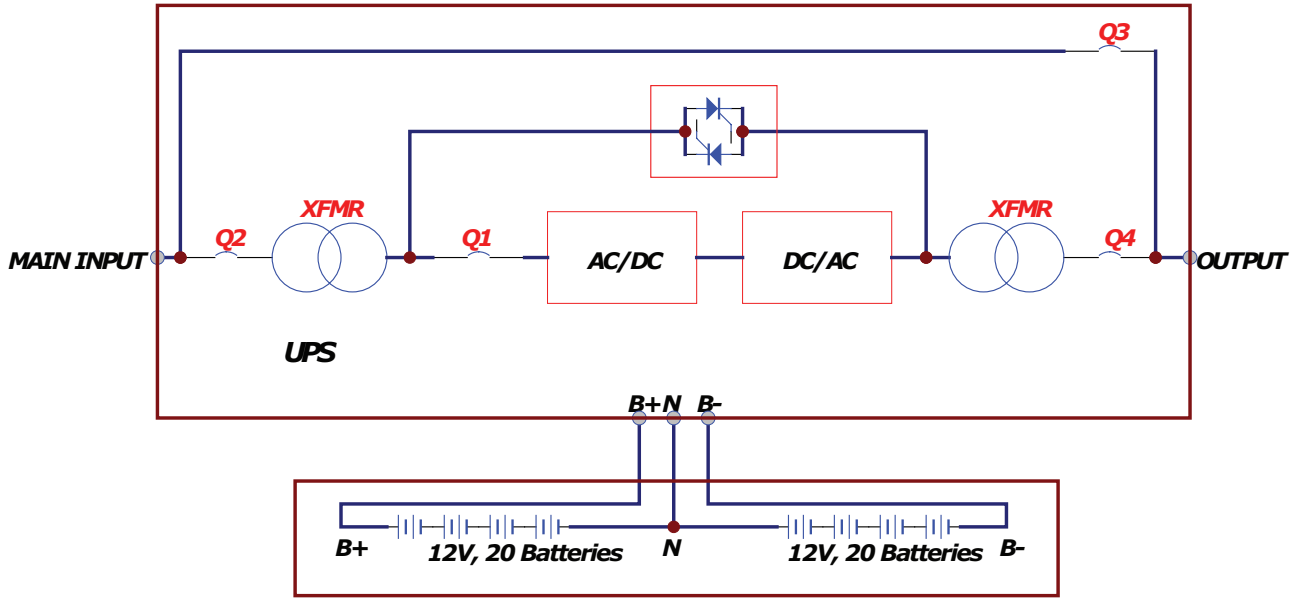 Q3
XFMR
XFMR
Q2
Q1
Q4
MAIN INPUT
AC/DC
DC/AC
OUTPUT
UPS
B+ N B-
B+
12V, 20 Batteries
N
12V, 20 Batteries
B-